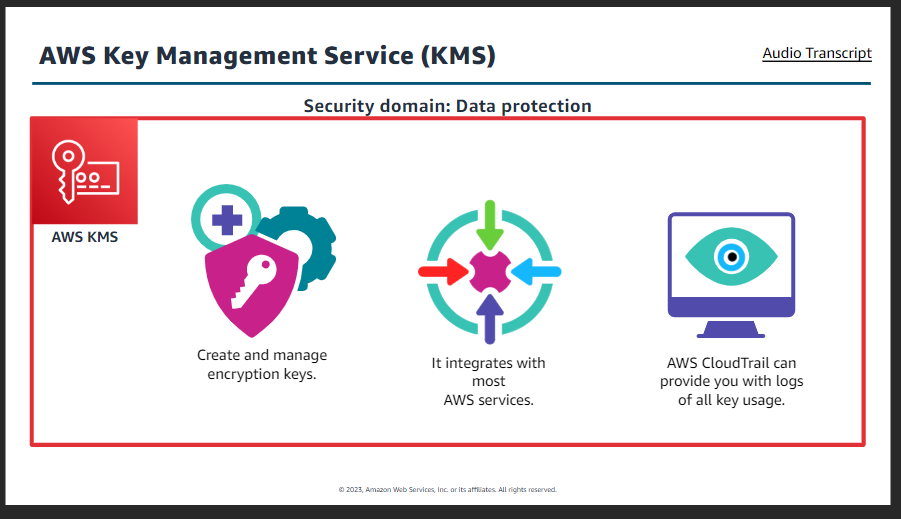 AWS Key Management Service (KMS)
Audio Transcript
Security domain: Data protection
AWS KMS
Create and manage
encryption keys.
It integrates with
most
AWS services.
AWS CloudTrail can
provide you with logs
of all key usage.
© 2023, Amazon Web Services, Inc. or its affiliates. All rights reserved.